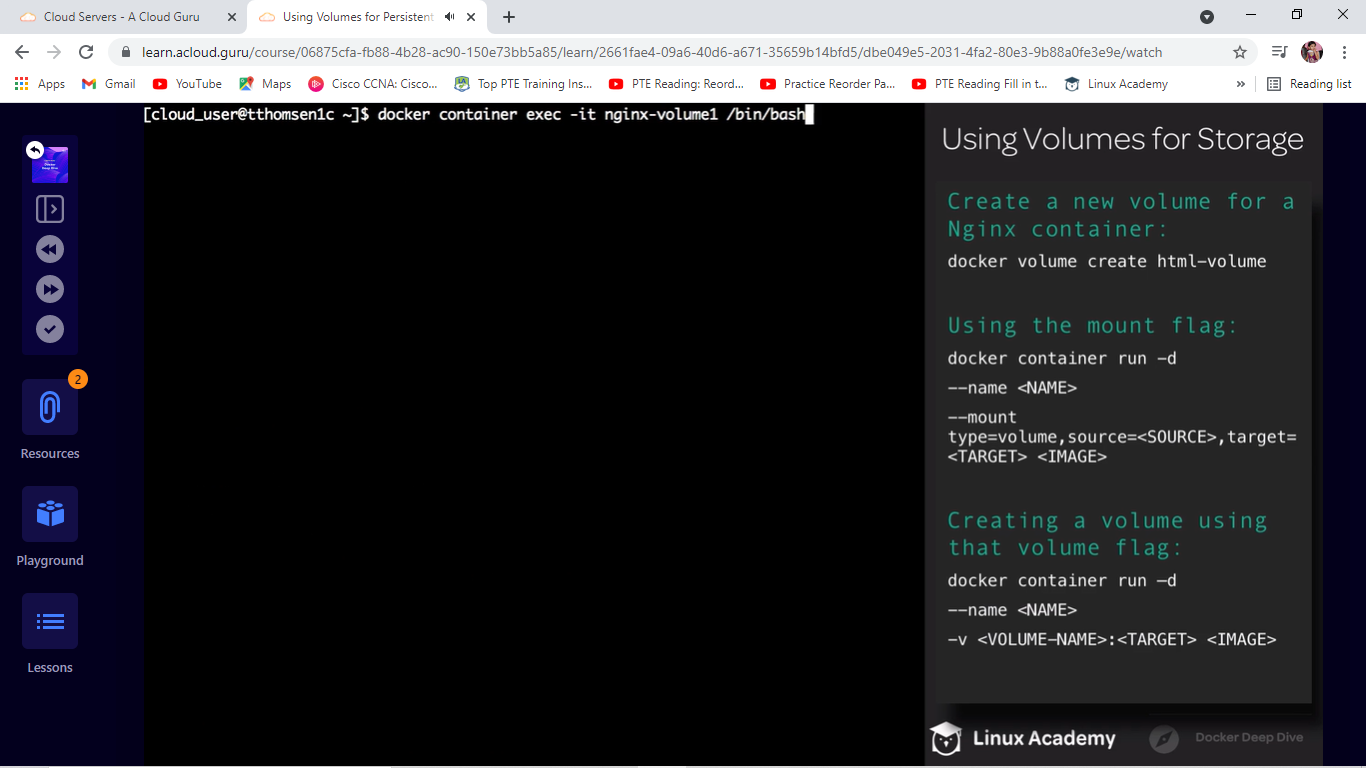 Cloud Servers - A Cloud Guru
Using Volumes for Persistent
learn.acloud.guru/course/06875cfa-fb88-4b28-ac90-150e73bb5a85/learn/2661fae4-09a6-40d6-a671-35659b14bfd5/dbe049e5-2031-4fa2-80e3-9b88a0fe3e9e/watch
Apps
Gmail
YouTube
Maps
Cisco CCNA: Cisco...
Top PTE Training Ins...
PTE Reading: Reord...
Practice Reorder Pa...
PTE Reading Fill in t...
Linux Academy
»
Reading list
Docker
Deep Dive
2
Resources
Playground
Lessons
[cloud_user@tthomsen1c ~]$ docker container exec -it nginx-volume1 /bin/bash
Using Volumes for Storage
Create a new volume for a
Nginx container:
docker volume create html-volume
Using the mount flag:
docker container run -d
--name <NAME>
--mount
type=volume,source=<SOURCE>,target=
<TARGET> <IMAGE>
Creating a volume using
that volume flag:
docker container run -d
--name <NAME>
-v <VOLUME-NAME>:<TARGET> <IMAGE>
Linux Academy
Docker Deep Dive